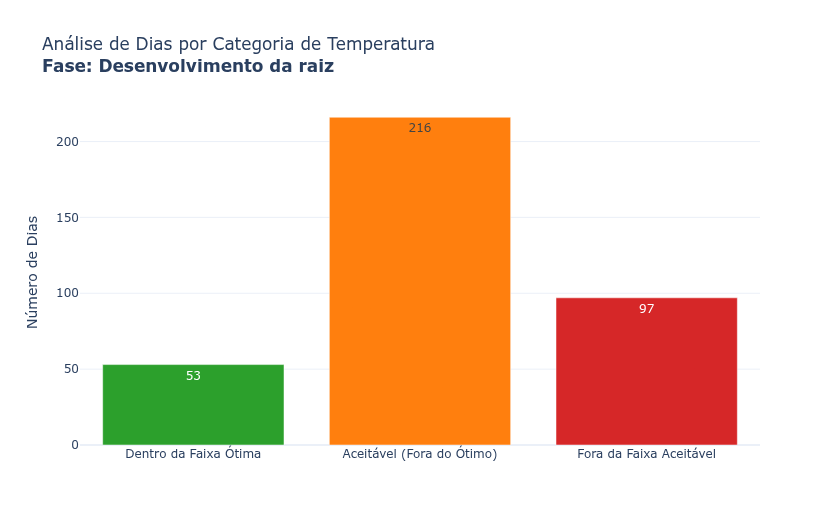 Análise de Dias por Categoria de Temperatura
Fase: Desenvolvimento da raiz
Número de Dias
200
150
100
50
0
53
216
97
Dentro da Faixa Ótima
Aceitável (Fora do Ótimo)
Fora da Faixa Aceitável